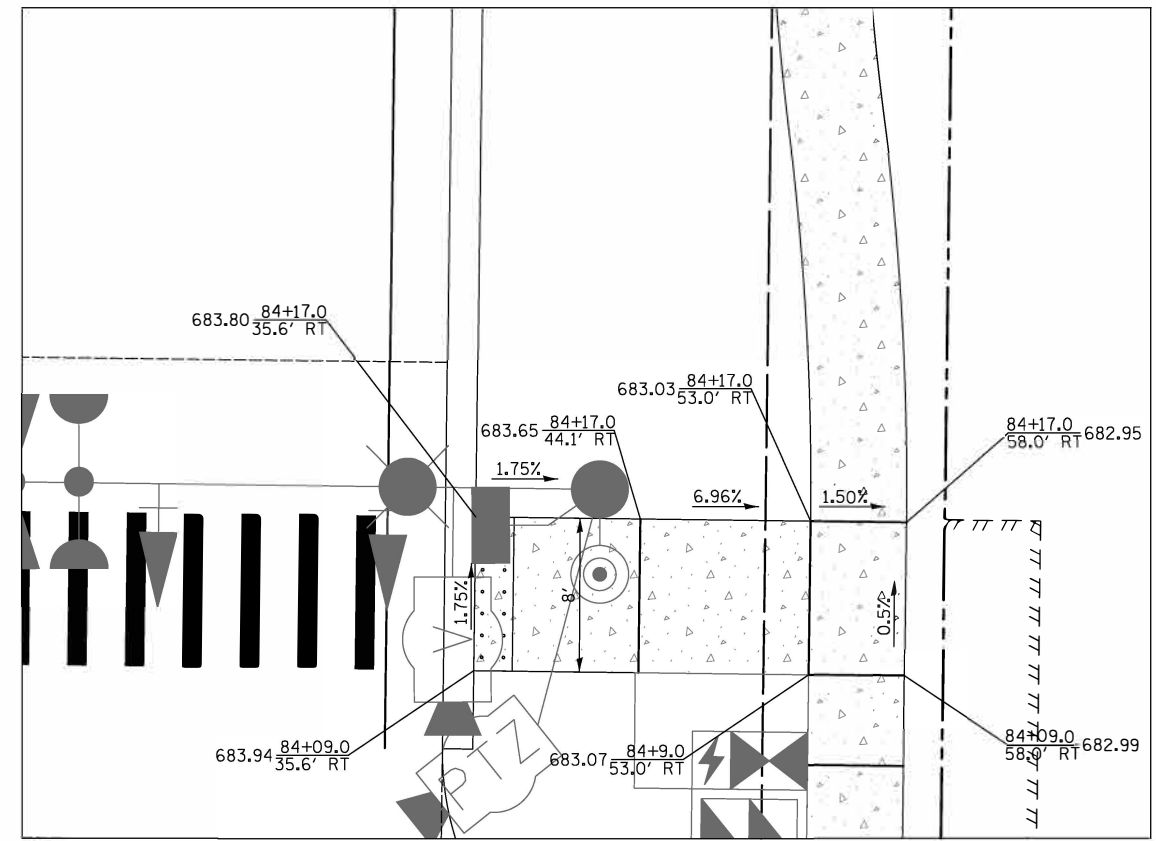 683.80 84+17.0
35.6' RT
683.03 84+17.0
53.0' RT
683.65 84+17.0
44.1' RT
84+17.0
58.0' RT 682.95
1.75%
6.96%
1.50%
1.75%
8'
0.5%
V
PTZ
683.94 84+09.0
35.6' RT
683.07 84+9.0
53.0' RT
84+09.0
58.0' RT 682.99